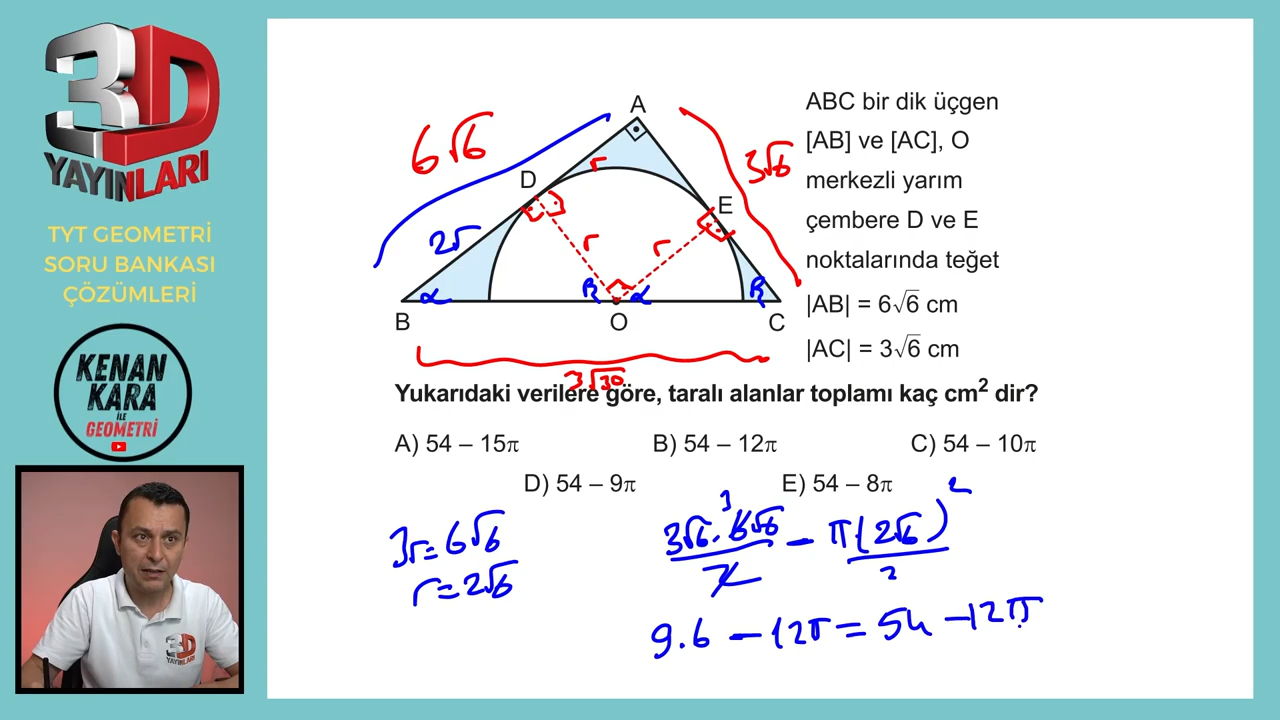 3D
YAYINLARI
TYT GEOMETRİ
SORU BANKASI
ÇÖZÜMLERİ
KENAN
KARA
İLE
GEOMETRİ
3D
YAYINLARI
A
6√6
3√6
r
D
E
2r
r
r
α
β
α
β
B
O
C
3√30
ABC bir dik üçgen
[AB] ve [AC], O
merkezli yarım
çembere D ve E
noktalarında teğet
|AB| = 6√6 cm
|AC| = 3√6 cm
Yukarıdaki verilere göre, taralı alanlar toplamı kaç cm² dir?
A) 54 – 15π
B) 54 – 12π
C) 54 – 10π
D) 54 – 9π
E) 54 – 8π
3r=6√6
r=2√6
3√6.6√6/2 – π(2√6)²/2
3
9.6 – 12π = 54 – 12π